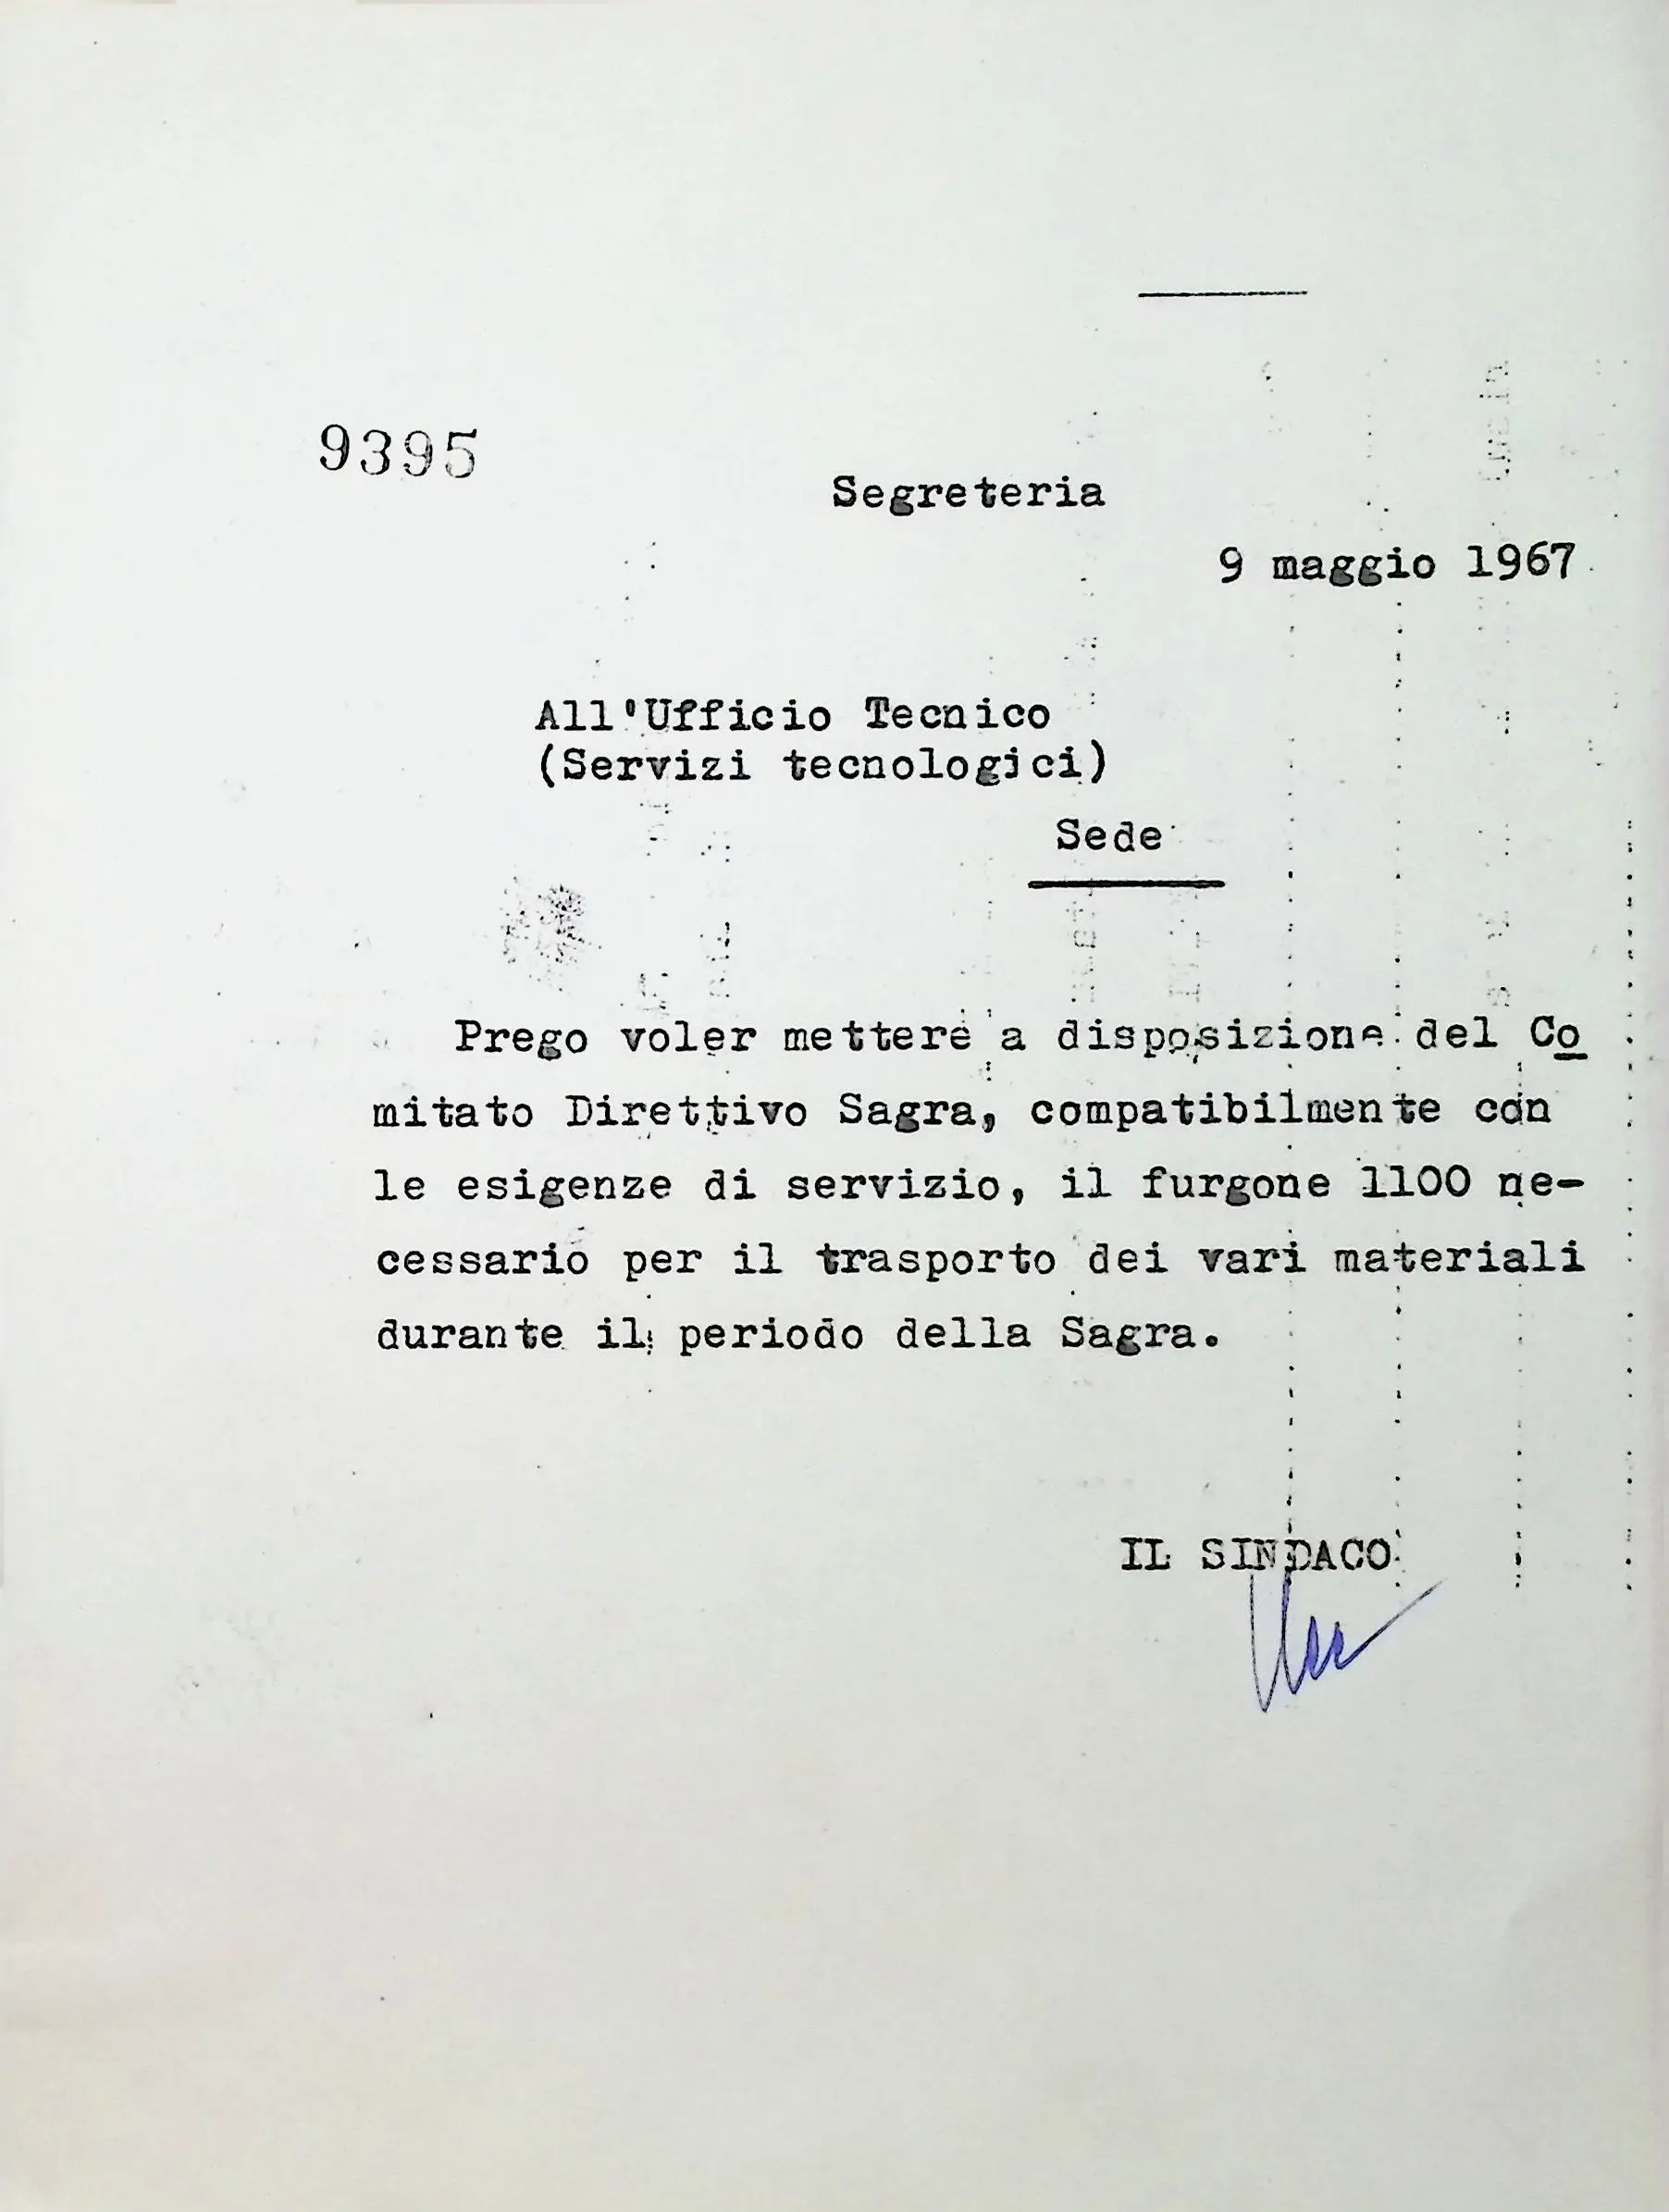 9395
Segreteria
9 maggio 1967
All'Ufficio Tecnico
(Servizi tecnologici)
Sede
Prego voler mettere a disposizione del Co
mitato Direttivo Sagra, compatibilmente con
le esigenze di servizio, il furgone 1100 ne-
cessario per il trasporto dei vari materiali
durante il periodo della Sagra.
IL SINDACO